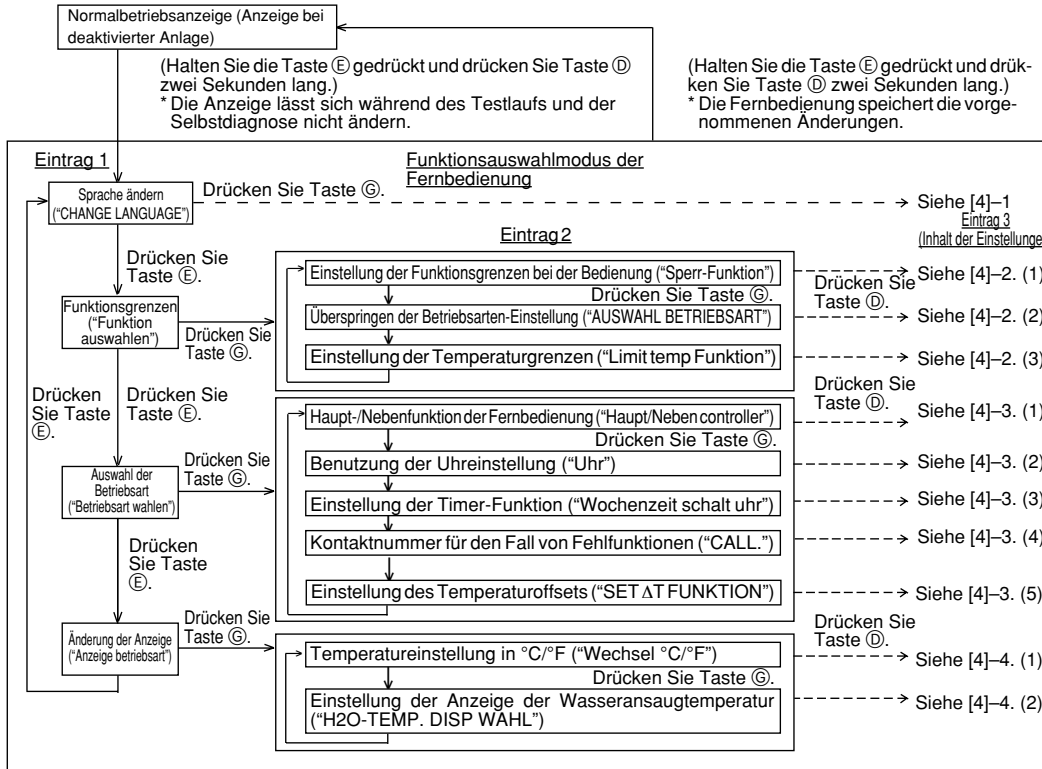 Normalbetriebsanzeige (Anzeige bei
deaktivierter Anlage)
(Halten Sie die Taste Ⓔ gedrückt und drücken Sie Taste Ⓓ
zwei Sekunden lang.)
* Die Anzeige lässt sich während des Testlaufs und der
Selbstdiagnose nicht ändern.
(Halten Sie die Taste Ⓔ gedrückt und drük-
ken Sie Taste Ⓓ zwei Sekunden lang.)
* Die Fernbedienung speichert die vorge-
nommenen Änderungen.
Eintrag 1
Funktionsauswahlmodus der
Fernbedienung
Sprache ändern
("CHANGE LANGUAGE")
Drücken Sie Taste Ⓖ.
Siehe [4]–1
Eintrag 3
(Inhalt der Einstellunge
Eintrag 2
Drücken Sie
Taste Ⓔ.
Funktionsgrenzen
("Funktion
auswahlen")
Drücken Sie
Taste Ⓖ.
Einstellung der Funktionsgrenzen bei der Bedienung ("Sperr-Funktion")
Drücken Sie Taste Ⓖ.
Überspringen der Betriebsarten-Einstellung ("AUSWAHL BETRIEBSART")
Einstellung der Temperaturgrenzen ("Limit temp Funktion")
Drücken Sie
Taste Ⓓ.
Siehe [4]–2. (1)
Siehe [4]–2. (2)
Siehe [4]–2. (3)
Drücken
Sie Taste
Ⓔ.
Drücken Sie
Taste Ⓔ.
Auswahl der
Betriebsart
("Betriebsart wahlen")
Drücken Sie
Taste Ⓖ.
Haupt-/Nebenfunktion der Fernbedienung ("Haupt/Neben controller")
Drücken Sie Taste Ⓖ.
Benutzung der Uhreinstellung ("Uhr")
Einstellung der Timer-Funktion ("Wochenzeit schalt uhr")
Kontaktnummer für den Fall von Fehlfunktionen ("CALL.")
Einstellung des Temperaturoffsets ("SET ∆T FUNKTION")
Drücken Sie
Taste Ⓓ.
Siehe [4]–3. (1)
Siehe [4]–3. (2)
Siehe [4]–3. (3)
Siehe [4]–3. (4)
Siehe [4]–3. (5)
Drücken
Sie Taste
Ⓔ.
Änderung der Anzeige
("Anzeige betriebsart")
Drücken Sie
Taste Ⓖ.
Temperatureinstellung in °C/°F ("Wechsel °C/°F")
Drücken Sie Taste Ⓖ.
Einstellung der Anzeige der Wasseransaugtemperatur
("H2O-TEMP. DISP WAHL")
Drücken Sie
Taste Ⓓ.
Siehe [4]–4. (1)
Siehe [4]–4. (2)